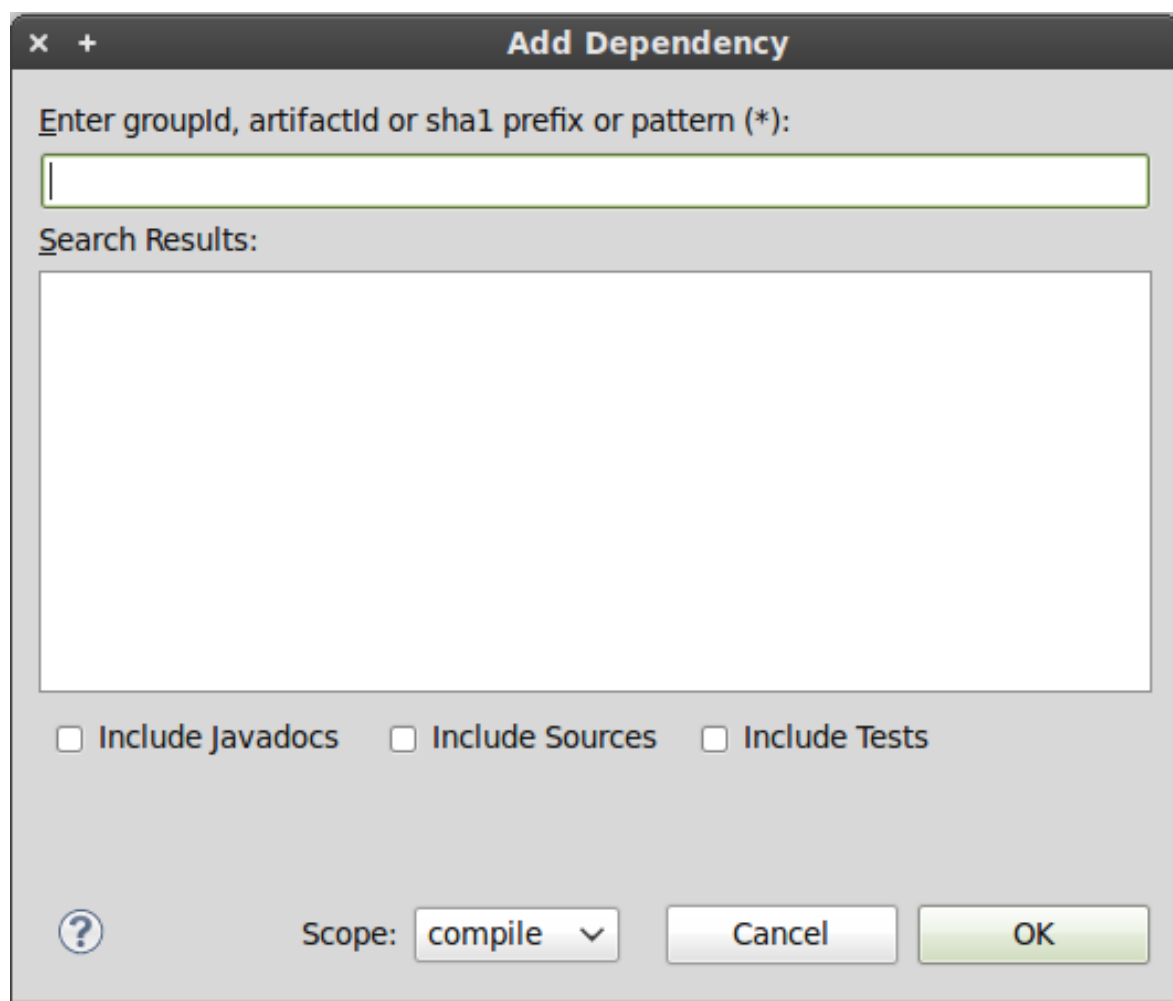 Add Dependency
Enter groupId, artifactId or sha1 prefix or pattern (*):
Search Results:
Include Javadocs Include Sources Include Tests
? Scope: compile Cancel OK